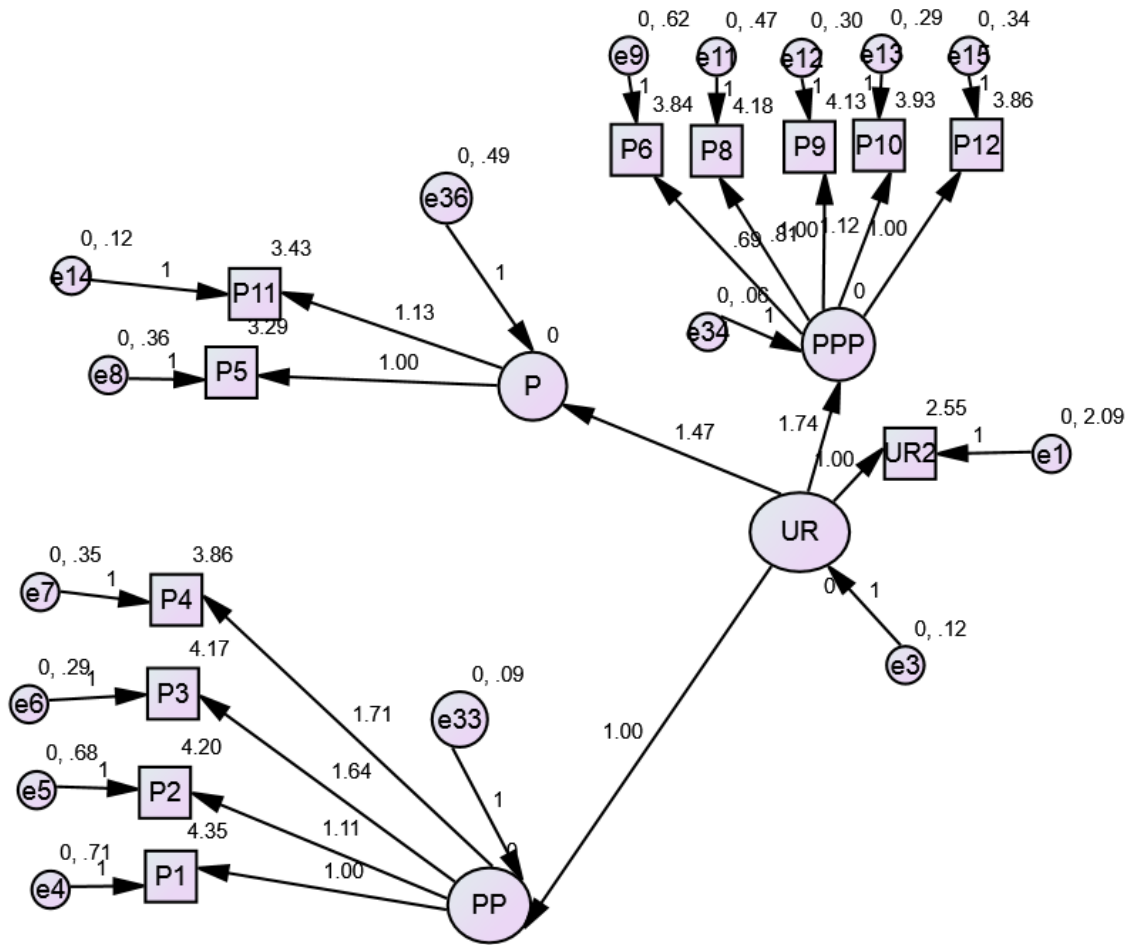 0, .62
0, .47
0, .30
0, .29
0, .34
e9
e11
e12
e13
e15
1
1
1
1
1
3.84
4.18
4.13
3.93
3.86
P6
P8
P9
P10
P12
.69
.81
1.00
1.12
1.00
0, .06
e34
1
0
PPP
0, .49
e36
1
0
P
0, .12
e14
1
3.43
P11
1.13
0, .36
e8
1
3.29
P5
1.00
1.47
1.74
1.00
2.55
UR2
1
0, 2.09
e1
UR
0
1
0, .12
e3
1.00
0, .35
e7
1
3.86
P4
1.71
0, .29
e6
1
4.17
P3
1.64
0, .68
e5
1
4.20
P2
1.11
0, .71
e4
1
4.35
P1
1.00
0, .09
e33
1
0
PP